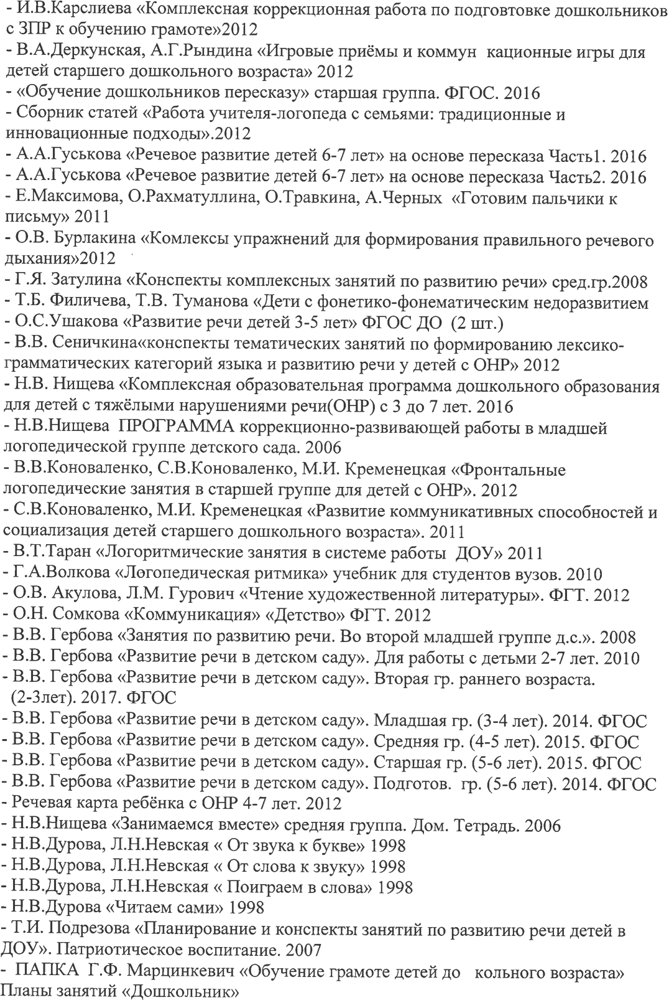 - И.В.Карслиева «Комплексная коррекционная работа по подговтовке дошкольников
с ЗПР к обучению грамоте»2012
- В.А.Деркунская, А.Г.Рындина «Игровые приёмы и коммун  кационные игры для
детей старшего дошкольного возраста» 2012
- «Обучение дошкольников пересказу» старшая группа. ФГОС. 2016
- Сборник статей «Работа учителя-логопеда с семьями: традиционные и
инновационные подходы».2012
- А.А.Гуськова «Речевое развитие детей 6-7 лет» на основе пересказа Часть1. 2016
- А.А.Гуськова «Речевое развитие детей 6-7 лет» на основе пересказа Часть2. 2016
- Е.Максимова, О.Рахматуллина, О.Травкина, А.Черных  «Готовим пальчики к
письму» 2011
- О.В. Бурлакина «Комлексы упражнений для формирования правильного речевого
дыхания»2012
- Г.Я. Затулина «Конспекты комплексных занятий по развитию речи» сред.гр.2008
- Т.Б. Филичева, Т.В. Туманова «Дети с фонетико-фонематическим недоразвитием
- О.С.Ушакова «Развитие речи детей 3-5 лет» ФГОС ДО  (2 шт.)
- В.В. Сеничкина«конспекты тематических занятий по формированию лексико-
грамматических категорий языка и развитию речи у детей с ОНР» 2012
- Н.В. Нищева «Комплексная образовательная программа дошкольного образования
для детей с тяжёлыми нарушениями речи(ОНР) с 3 до 7 лет. 2016
- Н.В.Нищева  ПРОГРАММА коррекционно-развивающей работы в младшей
логопедической группе детского сада. 2006
- В.В.Коноваленко, С.В.Коноваленко, М.И. Кременецкая «Фронтальные
логопедические занятия в старшей группе для детей с ОНР». 2012
- С.В.Коноваленко, М.И. Кременецкая «Развитие коммуникативных способностей и
социализация детей старшего дошкольного возраста». 2011
- В.Т.Таран «Логоритмические занятия в системе работы  ДОУ» 2011
- Г.А.Волкова «Логопедическая ритмика» учебник для студентов вузов. 2010
- О.В. Акулова, Л.М. Гурович «Чтение художественной литературы». ФГТ. 2012
- О.Н. Сомкова «Коммуникация» «Детство» ФГТ. 2012
- В.В. Гербова «Занятия по развитию речи. Во второй младшей группе д.с.». 2008
- В.В. Гербова «Развитие речи в детском саду». Для работы с детьми 2-7 лет. 2010
- В.В. Гербова «Развитие речи в детском саду». Вторая гр. раннего возраста.
(2-3лет). 2017. ФГОС
- В.В. Гербова «Развитие речи в детском саду». Младшая гр. (3-4 лет). 2014. ФГОС
- В.В. Гербова «Развитие речи в детском саду». Средняя гр. (4-5 лет). 2015. ФГОС
- В.В. Гербова «Развитие речи в детском саду». Старшая гр. (5-6 лет). 2015. ФГОС
- В.В. Гербова «Развитие речи в детском саду». Подготов.  гр. (5-6 лет). 2014. ФГОС
- Речевая карта ребёнка с ОНР 4-7 лет. 2012
- Н.В.Нищева «Занимаемся вместе» средняя группа. Дом. Тетрадь. 2006
- Н.В.Дурова, Л.Н.Невская « От звука к букве» 1998
- Н.В.Дурова, Л.Н.Невская « От слова к звуку» 1998
- Н.В.Дурова, Л.Н.Невская « Поиграем в слова» 1998
- Н.В.Дурова «Читаем сами» 1998
- Т.И. Подрезова «Планирование и конспекты занятий по развитию речи детей в
ДОУ». Патриотическое воспитание. 2007
-  ПАПКА  Г.Ф. Марцинкевич «Обучение грамоте детей до   кольного возраста»
Планы занятий «Дошкольник»